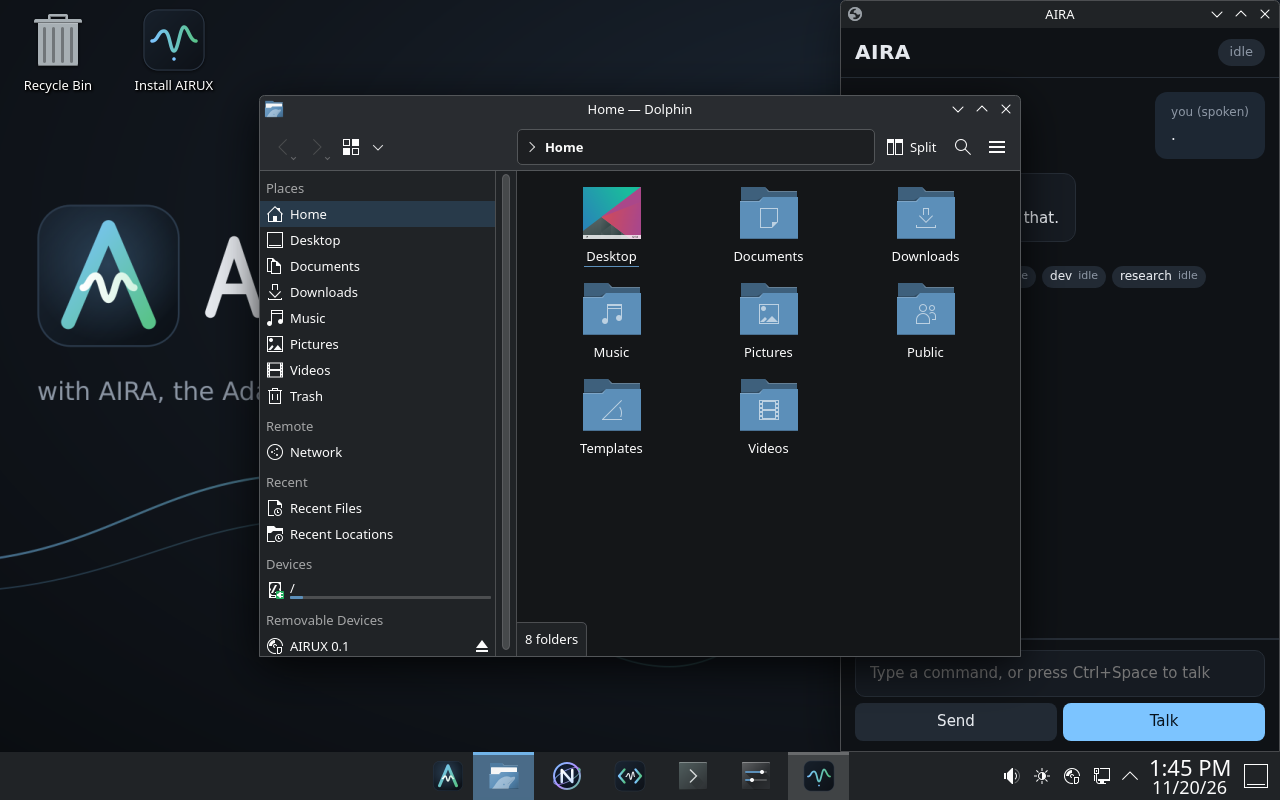 Recycle Bin
Install AIRUX
AIRA
AIRA
idle
you (spoken)
.
that.
dev idle
research idle
Home — Dolphin
Home
Split
Places
Home
Desktop
Documents
Downloads
Music
Pictures
Videos
Trash
Remote
Network
Recent
Recent Files
Recent Locations
Devices
/
Removable Devices
AIRUX 0.1
Desktop
Documents
Downloads
Music
Pictures
Public
Templates
Videos
8 folders
A
with AIRA, the Ada
Type a command, or press Ctrl+Space to talk
Send
Talk
1:45 PM
11/20/26